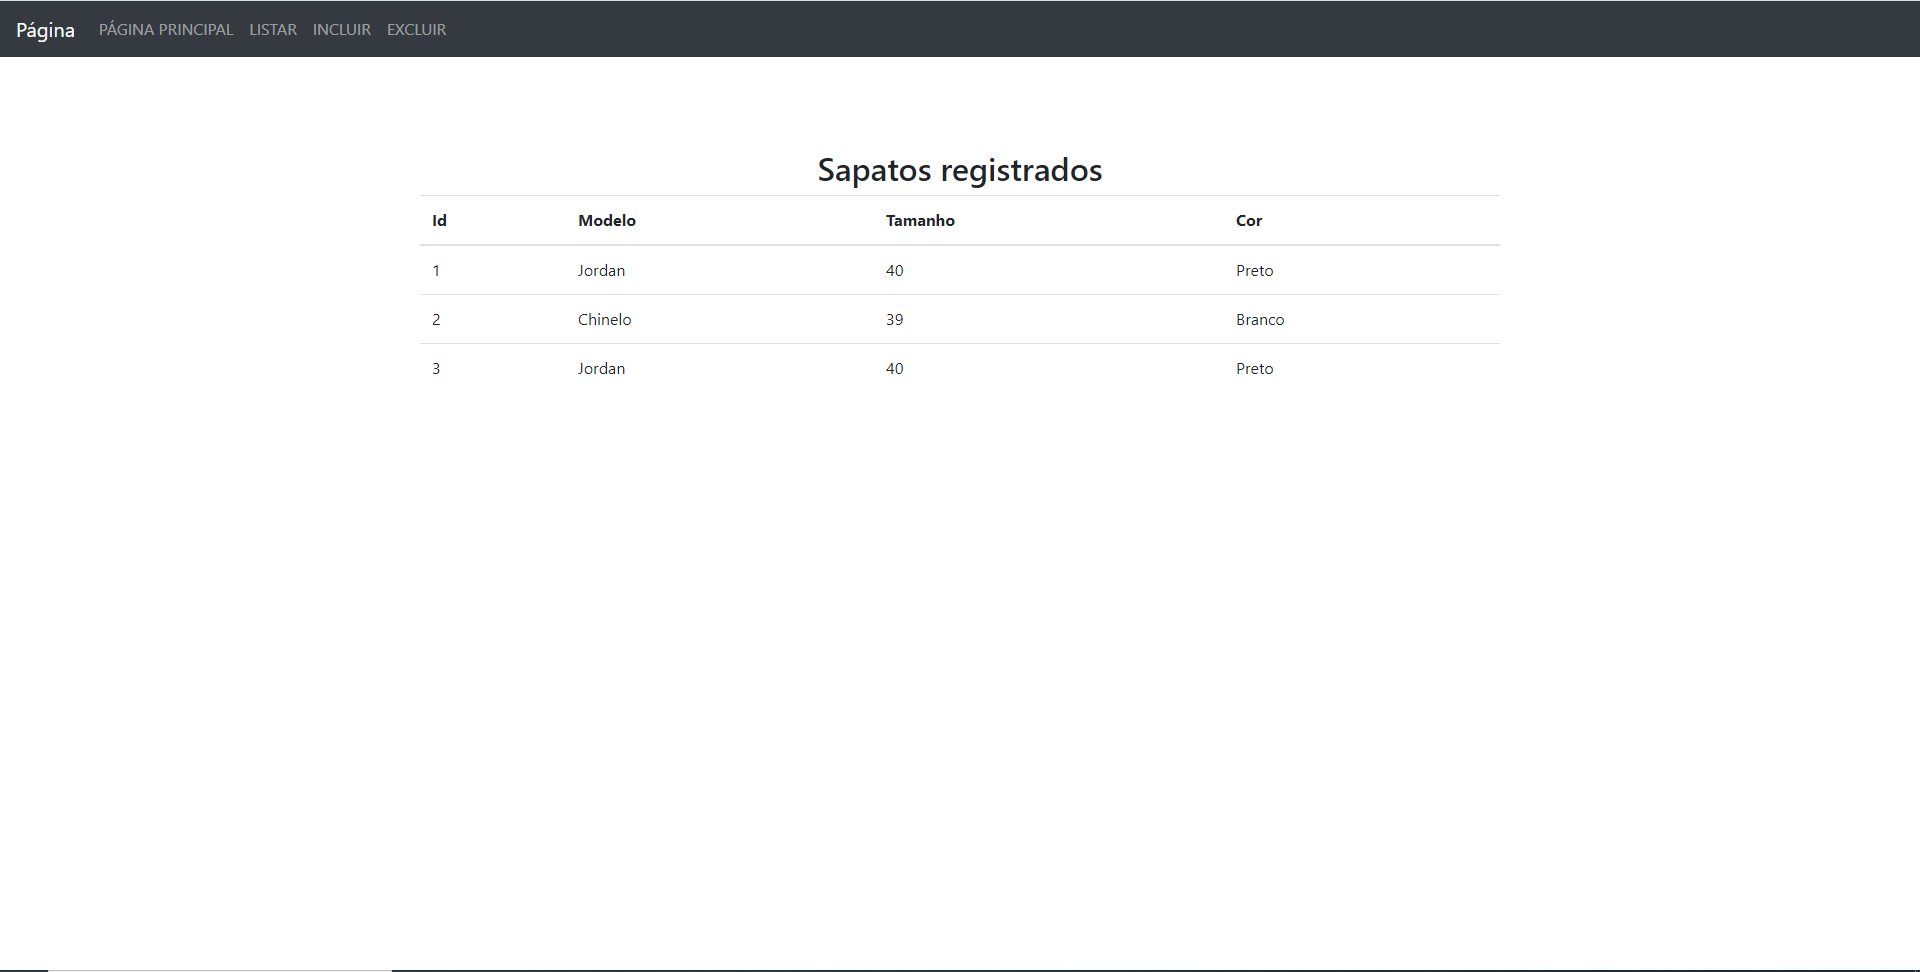 Página PÁGINA PRINCIPAL LISTAR INCLUIR EXCLUIR
Sapatos registrados
Id Modelo Tamanho Cor
1 Jordan 40 Preto
2 Chinelo 39 Branco
3 Jordan 40 Preto